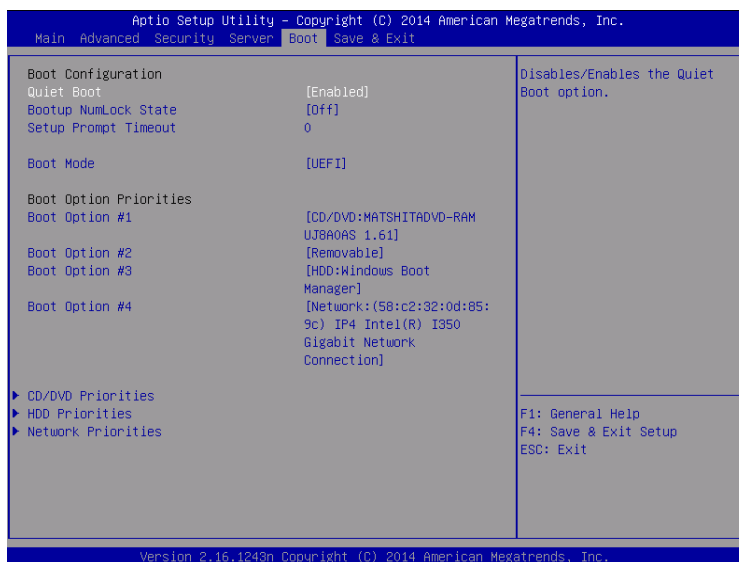 Aptio Setup Utility – Copyright (C) 2014 American Megatrends, Inc.
Main Advanced Security Server Boot Save & Exit
Boot Configuration
Quiet Boot [Enabled]
Bootup NumLock State [Off]
Setup Prompt Timeout 0
Boot Mode [UEFI]
Boot Option Priorities
Boot Option #1 [CD/DVD:MATSHITADVD-RAM
UJ8A0AS 1.61]
Boot Option #2 [Removable]
Boot Option #3 [HDD:Windows Boot
Manager]
Boot Option #4 [Network:(58:c2:32:0d:85:
9c) IP4 Intel(R) I350
Gigabit Network
Connection]
CD/DVD Priorities
HDD Priorities
Network Priorities
Disables/Enables the Quiet
Boot option.
F1: General Help
F4: Save & Exit Setup
ESC: Exit
Version 2.16.1243n Copyright (C) 2014 American Megatrends, Inc.